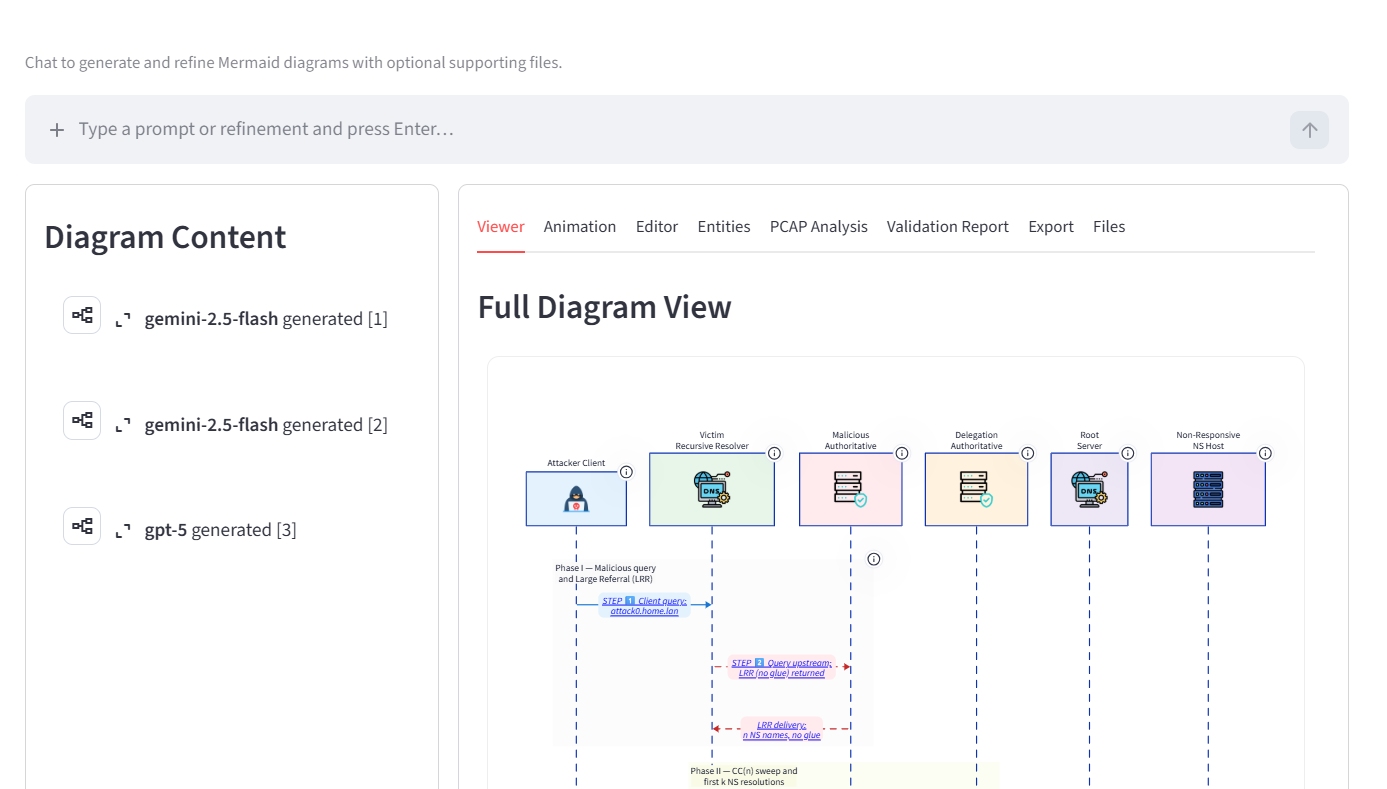 Chat to generate and refine Mermaid diagrams with optional supporting files.
Type a prompt or refinement and press Enter…
Diagram Content
gemini-2.5-flash generated [1]
gemini-2.5-flash generated [2]
gpt-5 generated [3]
Viewer Animation Editor Entities PCAP Analysis Validation Report Export Files
Full Diagram View
Attacker Client
Victim
Recursive Resolver
Malicious
Authoritative
Delegation
Authoritative
Root
Server
Non-Responsive
NS Host
DNS
DNS
Phase I — Malicious query
and Large Referral (LRR)
STEP 1 Client query:
attack0.home.lan
STEP 2 Query upstream;
LRR (no glue) returned
LRR delivery:
n NS names, no glue
Phase II — CC(n) sweep and
first k NS resolutions